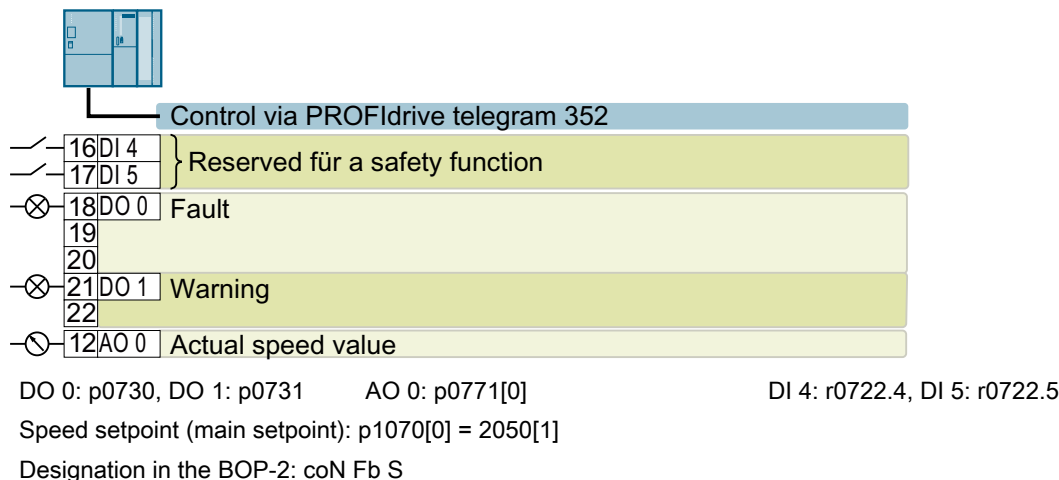 Control via PROFIdrive telegram 352
16 DI 4
17 DI 5
} Reserved für a safety function
18 DO 0 Fault
19
20
21 DO 1 Warning
22
12 AO 0 Actual speed value
DO 0: p0730, DO 1: p0731 AO 0: p0771[0] DI 4: r0722.4, DI 5: r0722.5
Speed setpoint (main setpoint): p1070[0] = 2050[1]
Designation in the BOP-2: coN Fb S